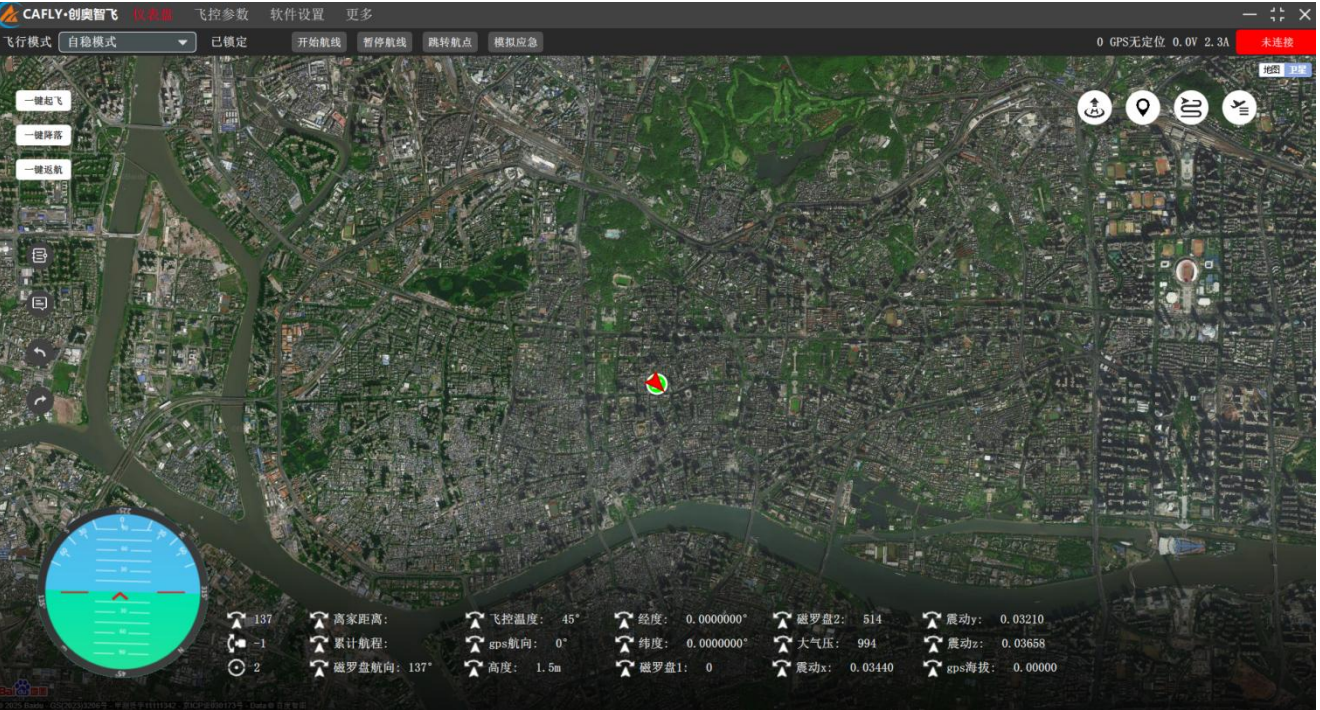 CAFLY·创奥智飞 仪表盘 飞控参数 软件设置 更多
飞行模式 自稳模式 已锁定 开始航线 暂停航线 跳转航点 模拟应急 0 GPS无定位 0.0V 2.3A 未连接
地图 卫星
一键起飞
一键降落
一键返航
137 离家距离: 飞控温度: 45° 经度: 0.0000000° 磁罗盘2: 514 震动y: 0.03210
-1 累计航程: gps航向: 0° 纬度: 0.0000000° 大气压: 994 震动z: 0.03658
2 磁罗盘航向: 137° 高度: 1.5m 磁罗盘1: 0 震动x: 0.03440 gps海拔: 0.00000